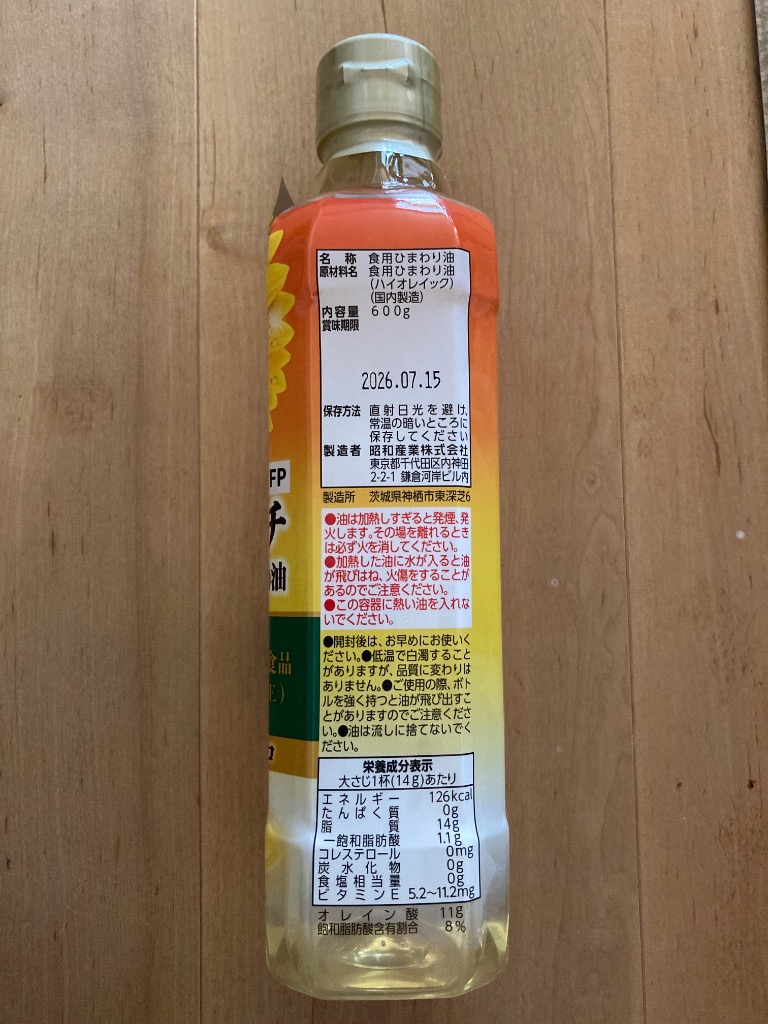 名称 食用ひまわり油
原材料名 食用ひまわり油
(ハイオレイック)
(国内製造)
内容量 600g
賞味期限
2026.07.15
保存方法 直射日光を避け、
常温の暗いところに
保存してください
製造者 昭和産業株式会社
東京都千代田区内神田
2-2-1 鎌倉河岸ビル内
製造所 茨城県神栖市東深芝6
●油は加熱しすぎると発煙、発
火します。その場を離れるとき
は必ず火を消してください。
●加熱した油に水が入ると油
が飛びはね、火傷をすることが
あるのでご注意ください。
●この容器に熱い油を入れな
いでください。
●開封後は、お早めにお使いく
ださい。●低温で白濁すること
がありますが、品質に変わりは
ありません。●ご使用の際、ボト
ルを強く持つと油が飛び出すこ
とがありますのでご注意くださ
い。●油は流しに捨てないでく
ださい。
栄養成分表示
大さじ1杯(14g)あたり
エネルギー 126kcal
たんぱく質 0g
脂質 14g
―飽和脂肪酸 1.1g
コレステロール 0mg
炭水化物 0g
食塩相当量 0g
ビタミンE 5.2〜11.2mg
オレイン酸 11g
飽和脂肪酸含有割合 8%
FP
チ
油
食品
E)
ロ